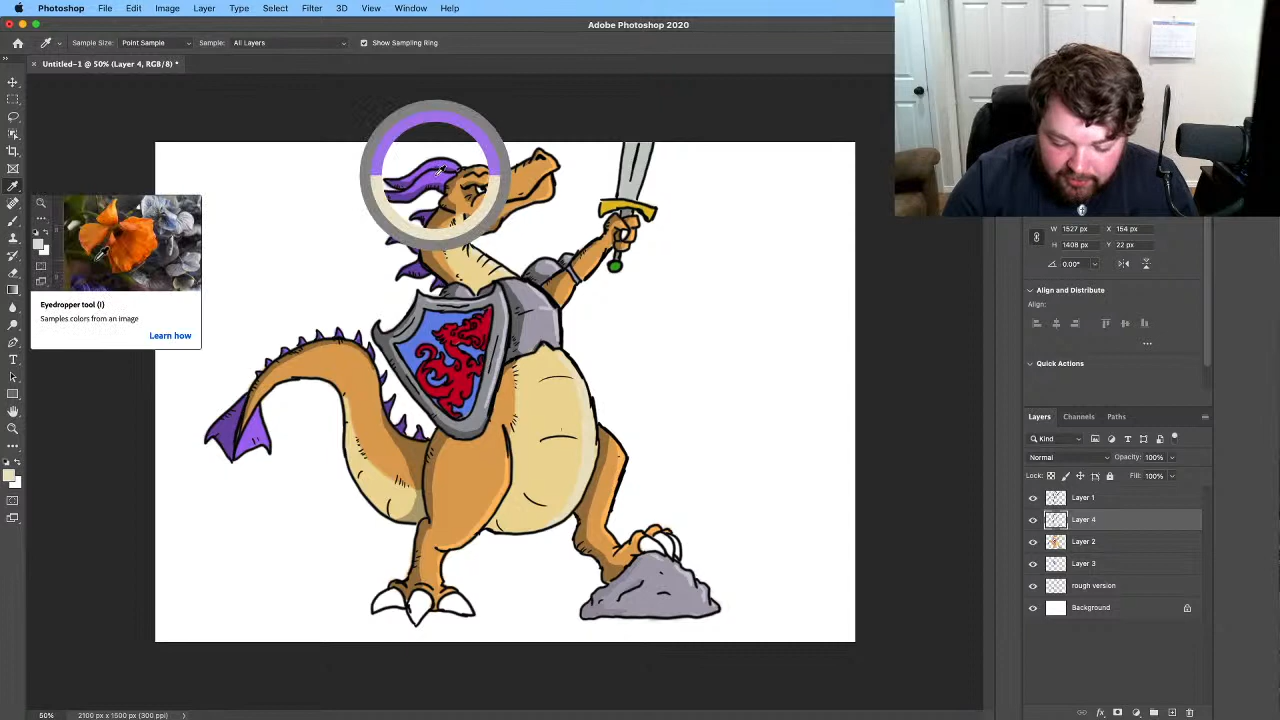 Photoshop File Edit Image Layer Type Select Filter 3D View Window Help
Adobe Photoshop 2020
Sample Size: Point Sample Sample: All Layers Show Sampling Ring
Untitled-1 @ 50% (Layer 4, RGB/8) *
Eyedropper tool (I)
Samples colors from an image
Learn how
W 1527 px X 154 px
H 1408 px Y 22 px
0.00°
Align and Distribute
Align:
Quick Actions
Layers Channels Paths
Kind
Normal Opacity: 100%
Lock: Fill: 100%
Layer 1
Layer 4
Layer 2
Layer 3
rough version
Background
50% 2100 px x 1500 px (300 ppi)